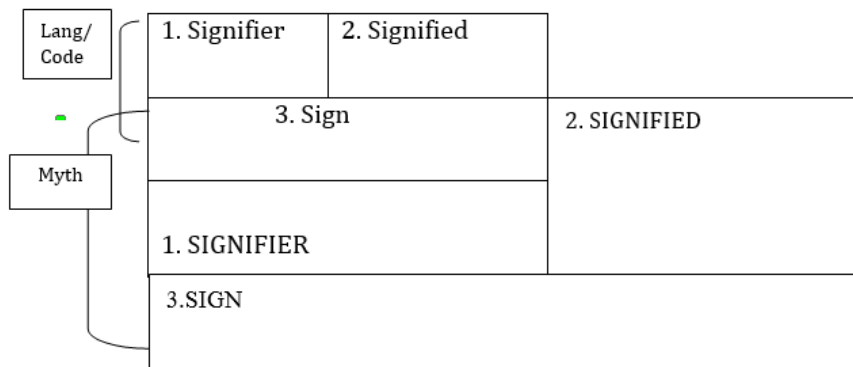 Lang/
Code
1. Signifier
2. Signified
3. Sign
2. SIGNIFIED
Myth
1. SIGNIFIER
3.SIGN